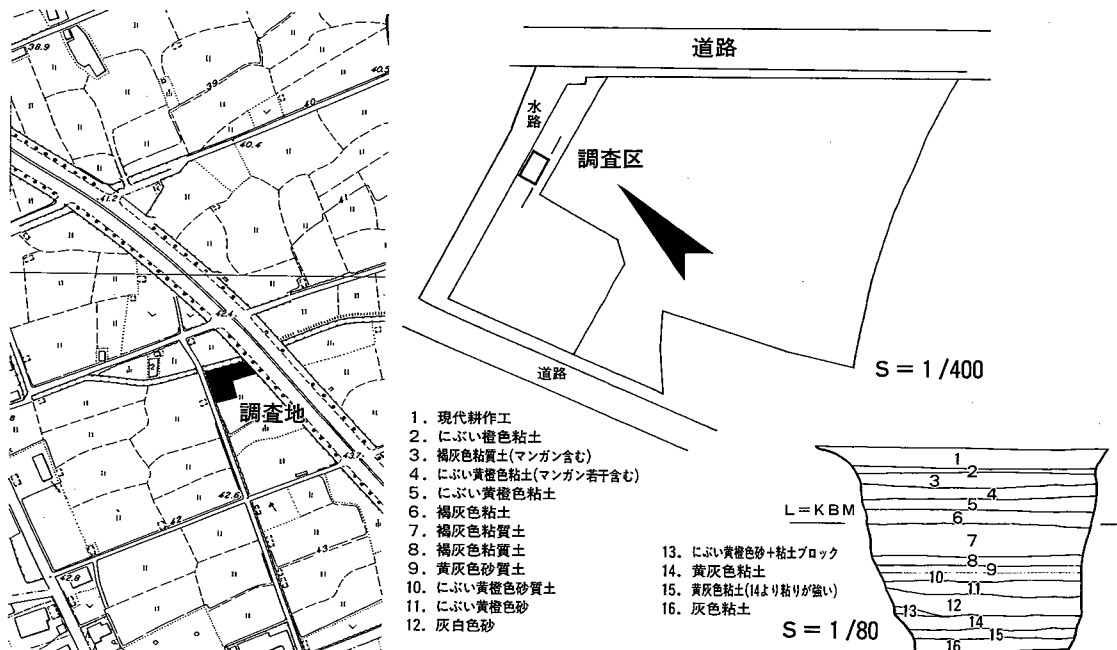 38.9
39
40.5
40
40.4
41.2
41
42.4
調査地
43.7
42.6
42
43
42.8
道路
水路
調査区
S = 1/400
道路
1. 現代耕作工
2. にぶい橙色粘土
3. 褐灰色粘質土(マンガン含む)
4. にぶい黄橙色粘土(マンガン若干含む)
5. にぶい黄橙色粘土
6. 褐灰色粘土
7. 褐灰色粘質土
8. 褐灰色粘質土
9. 黄灰色砂質土
10. にぶい黄橙色砂質土
11. にぶい黄橙色砂
12. 灰白色砂
13. にぶい黄橙色砂+粘土ブロック
14. 黄灰色粘土
15. 黄灰色粘土(14より粘りが強い)
16. 灰色粘土
L=KBM
1
2
3
4
5
6
7
8
9
10
11
12
13
14
15
16
S = 1/80